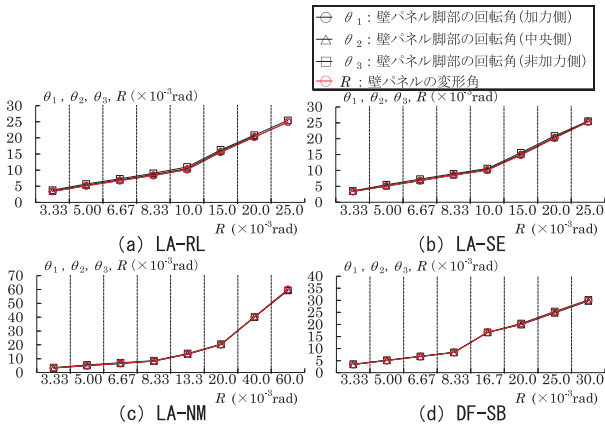 θ₁：壁パネル脚部の回転角(加力側)
θ₂：壁パネル脚部の回転角(中央側)
θ₃：壁パネル脚部の回転角(非加力側)
R：壁パネルの変形角
θ₁, θ₂, θ₃, R (×10⁻³rad)
30
25
20
15
10
5
0
3.33 5.00 6.67 8.33 10.0 15.0 20.0 25.0
R (×10⁻³rad)
(a) LA-RL
θ₁, θ₂, θ₃, R (×10⁻³rad)
30
25
20
15
10
5
0
3.33 5.00 6.67 8.33 10.0 15.0 20.0 25.0
R (×10⁻³rad)
(b) LA-SE
θ₁, θ₂, θ₃, R (×10⁻³rad)
70
60
50
40
30
20
10
0
3.33 5.00 6.67 8.33 13.3 20.0 40.0 60.0
R (×10⁻³rad)
(c) LA-NM
θ₁, θ₂, θ₃, R (×10⁻³rad)
40
35
30
25
20
15
10
5
0
3.33 5.00 6.67 8.33 16.7 20.0 25.0 30.0
R (×10⁻³rad)
(d) DF-SB